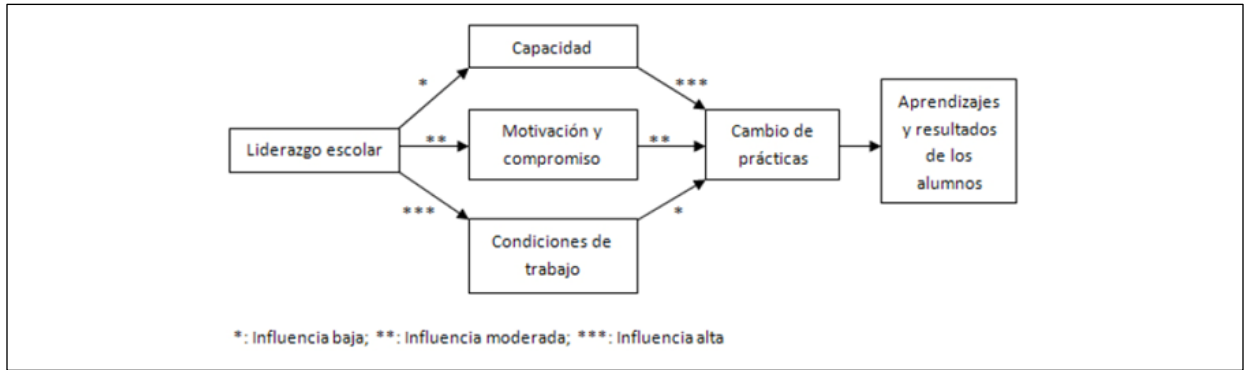 Capacidad
*
***
Aprendizajes
y resultados
de los
alumnos
Liderazgo escolar
**
Motivación y
compromiso
**
Cambio de
prácticas
***
*
Condiciones de
trabajo
*: Influencia baja; **: Influencia moderada; ***: Influencia alta